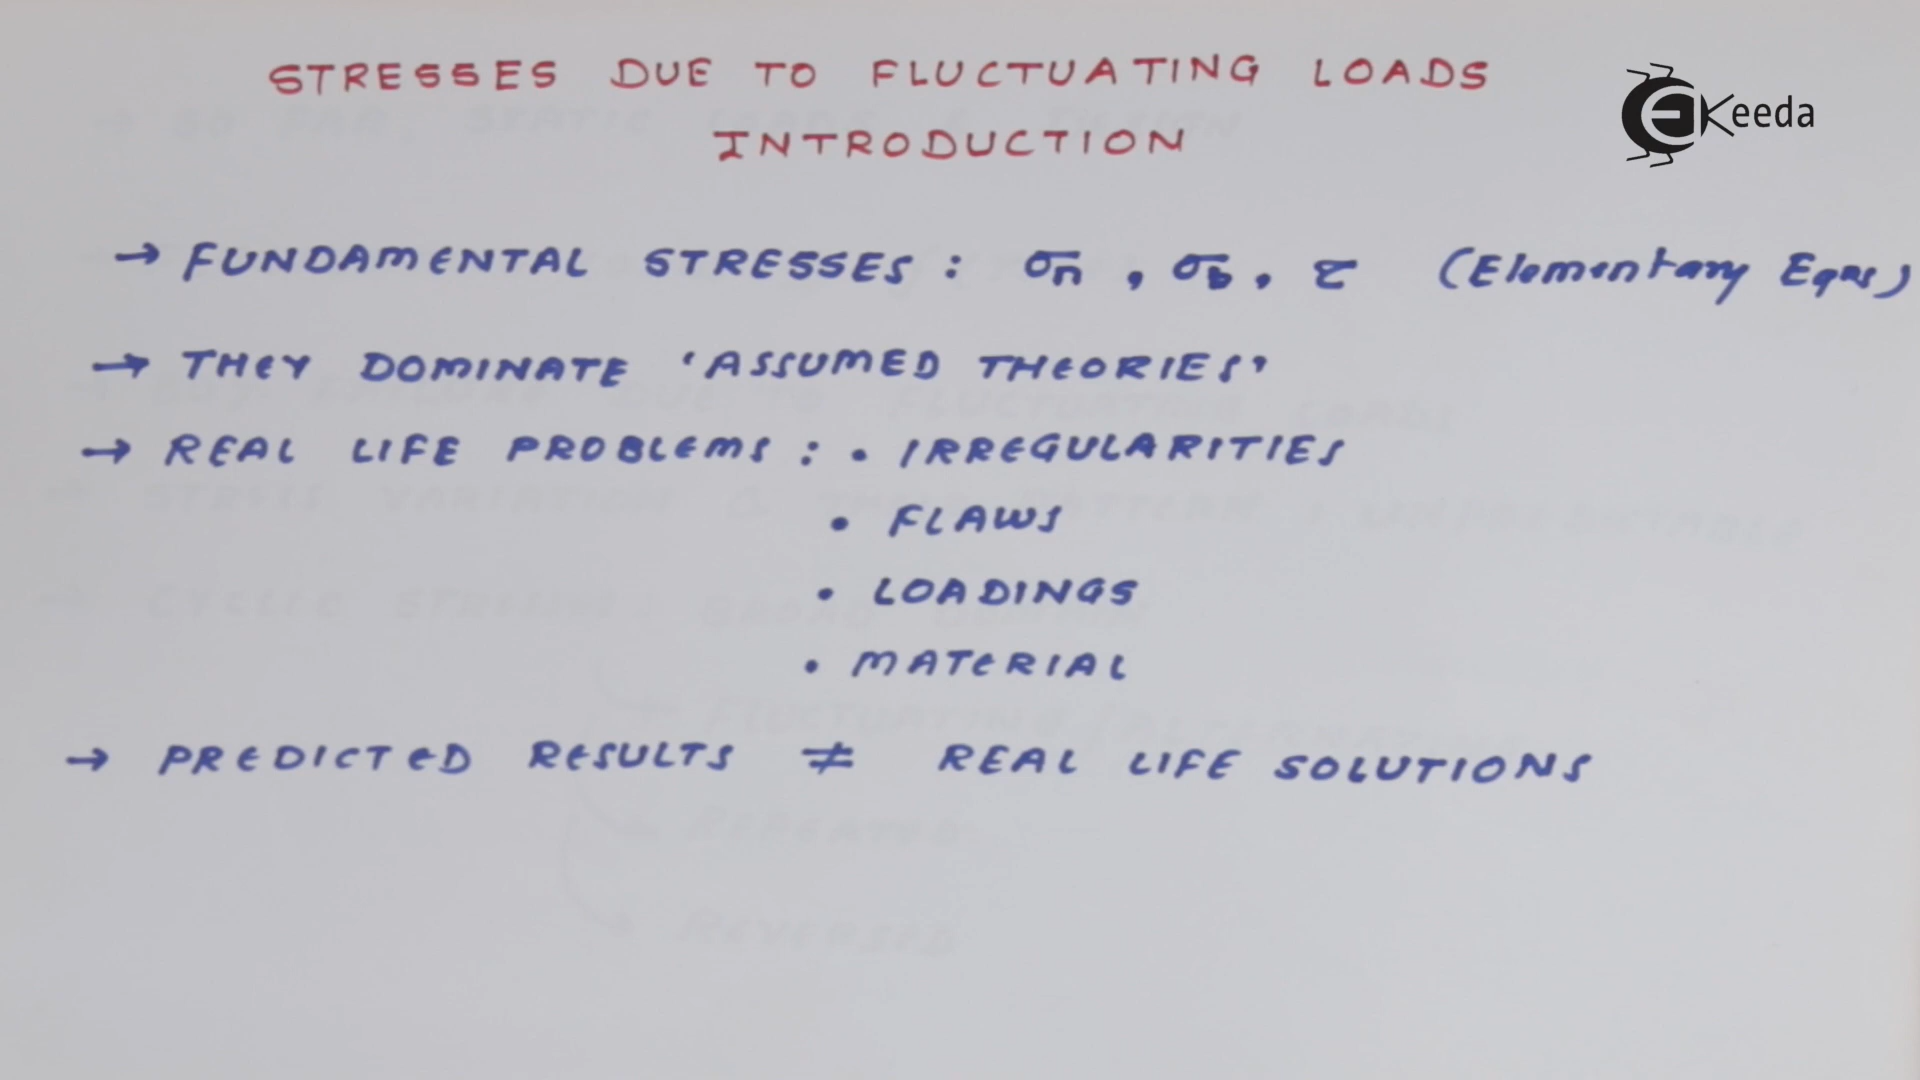 STRESSES DUE TO FLUCTUATING LOADS
INTRODUCTION
EKeeda
→ FUNDAMENTAL STRESSES : σn , σb , τ (Elementary Eqns)
→ THEY DOMINATE 'ASSUMED THEORIES'
→ REAL LIFE PROBLEMS : • IRREGULARITIES
• FLAWS
• LOADINGS
• MATERIAL
→ PREDICTED RESULTS ≠ REAL LIFE SOLUTIONS